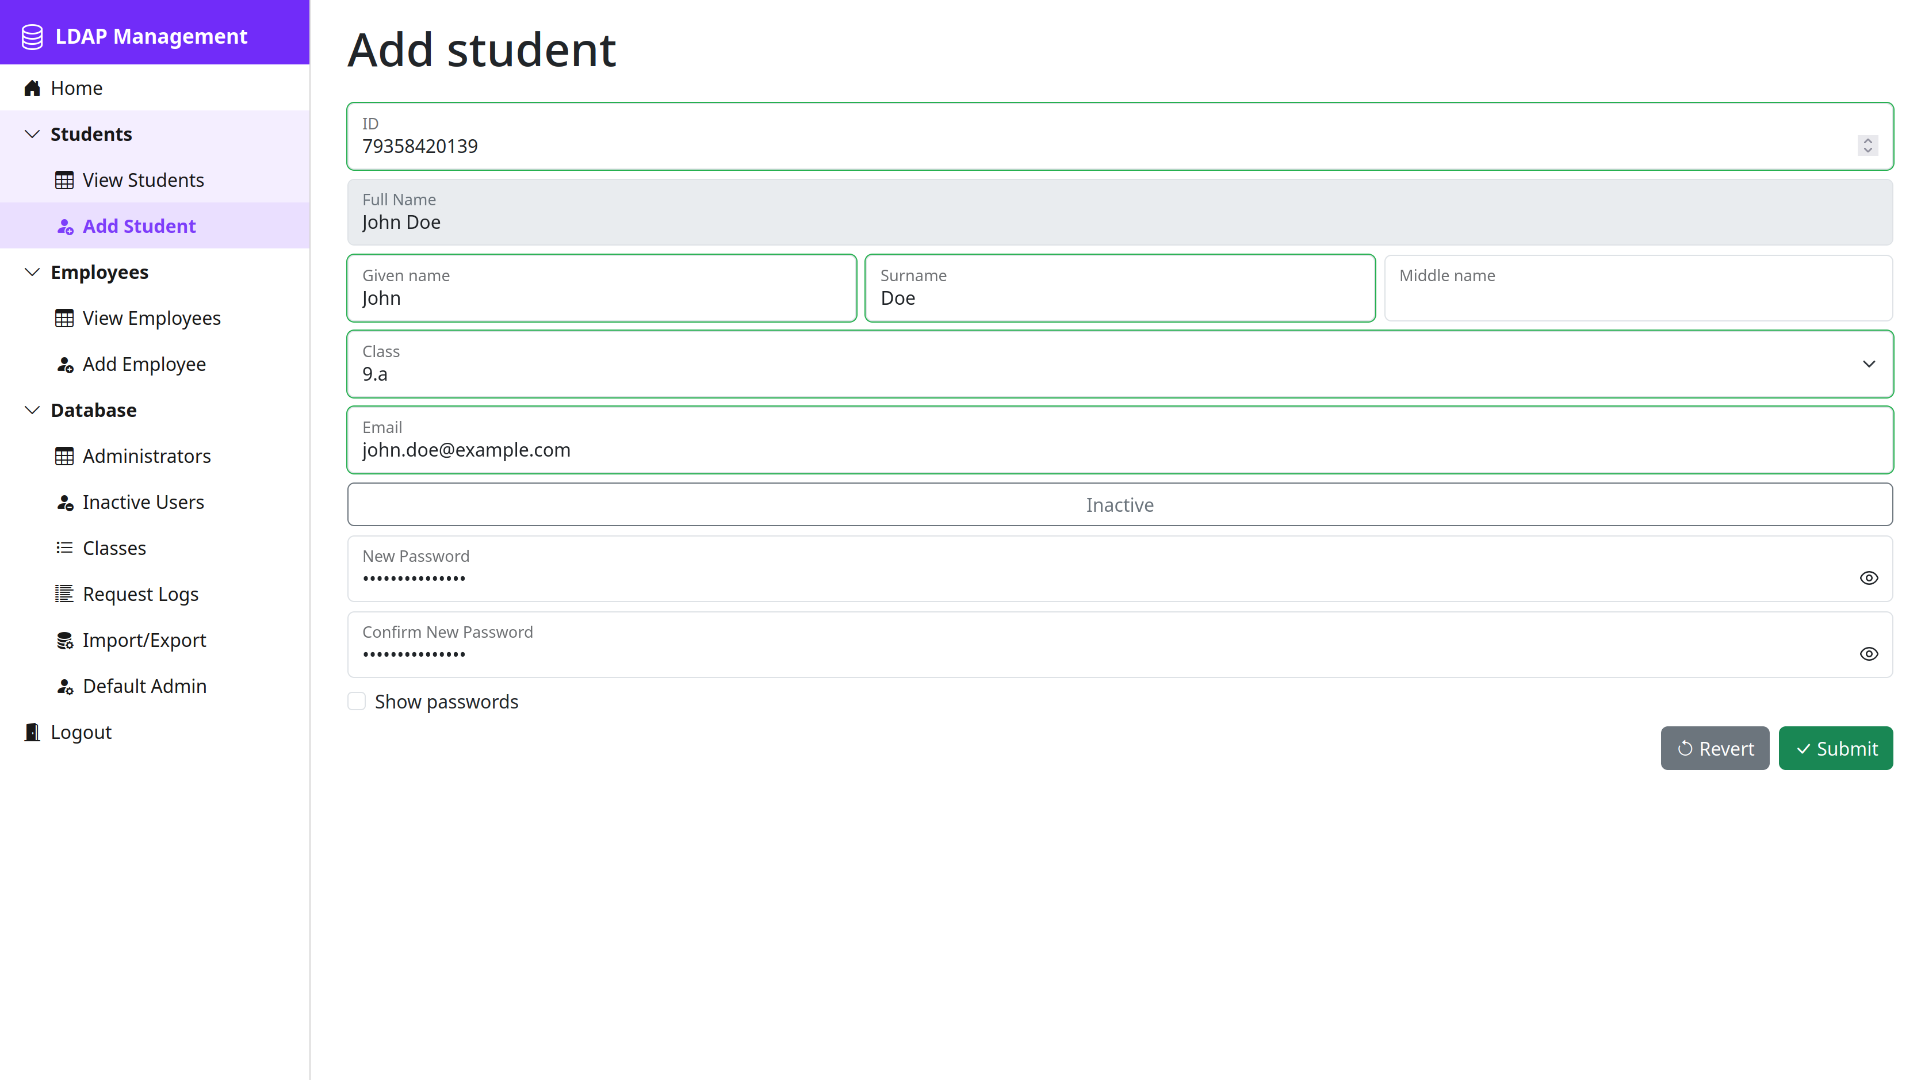 LDAP Management
Home
Students
View Students
Add Student
Employees
View Employees
Add Employee
Database
Administrators
Inactive Users
Classes
Request Logs
Import/Export
Default Admin
Logout
Add student
ID
79358420139
Full Name
John Doe
Given name
John
Surname
Doe
Middle name
Class
9.a
Email
john.doe@example.com
Inactive
New Password
•••••••••••••••
Confirm New Password
•••••••••••••••
Show passwords
Revert
Submit